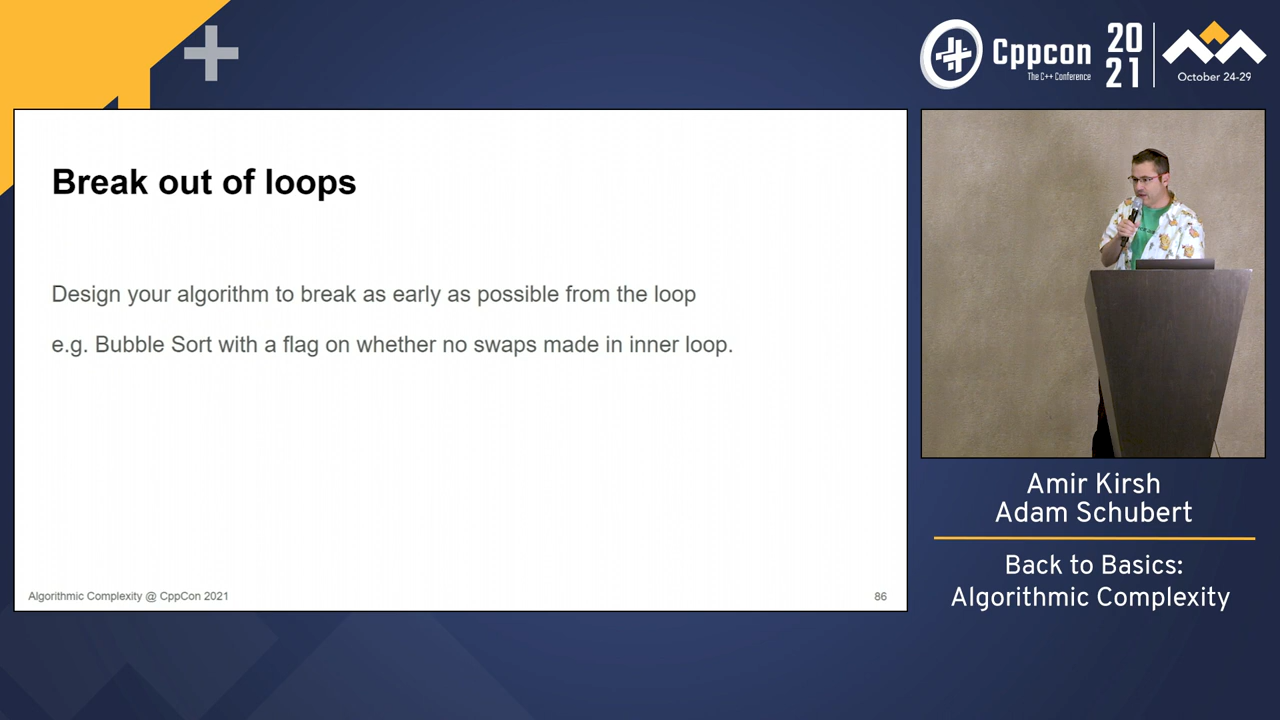 Cppcon
The C++ Conference
20
21
October 24-29
Break out of loops
Design your algorithm to break as early as possible from the loop
e.g. Bubble Sort with a flag on whether no swaps made in inner loop.
Algorithmic Complexity @ CppCon 2021
86
Amir Kirsh
Adam Schubert
Back to Basics:
Algorithmic Complexity